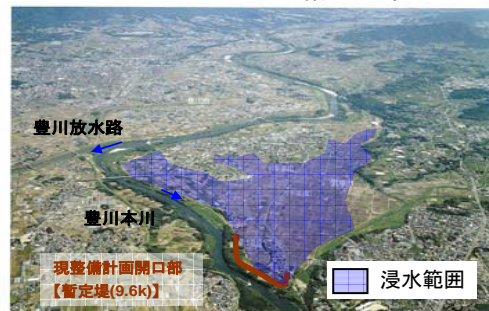 豊川放水路
豊川本川
現整備計画開口部
【暫定堤(9.6k)】
浸水範囲